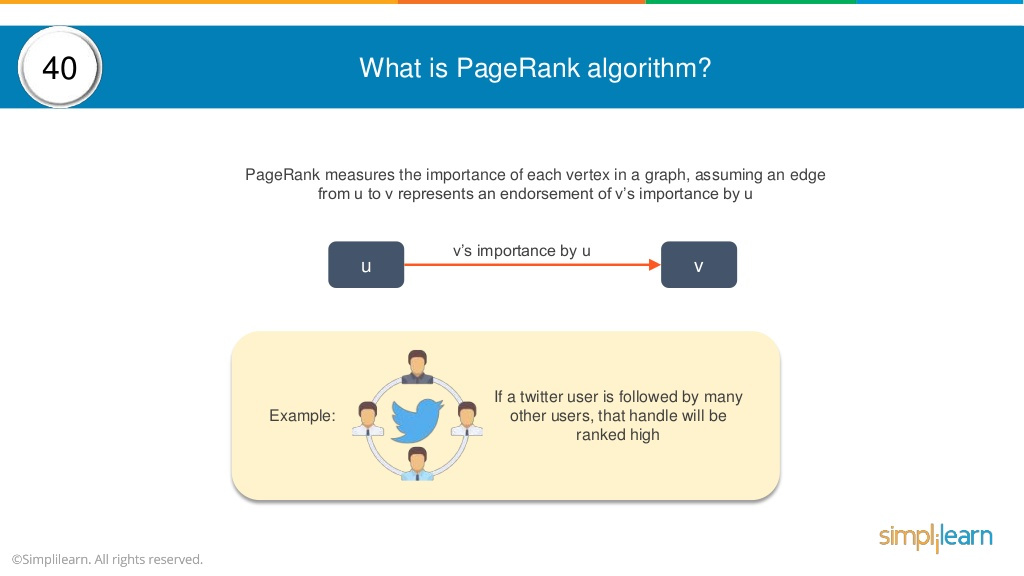 40
What is PageRank algorithm?
PageRank measures the importance of each vertex in a graph, assuming an edge
from u to v represents an endorsement of v's importance by u
v's importance by u
u
v
Example:
If a twitter user is followed by many
other users, that handle will be
ranked high
simplilearn
©Simplilearn. All rights reserved.